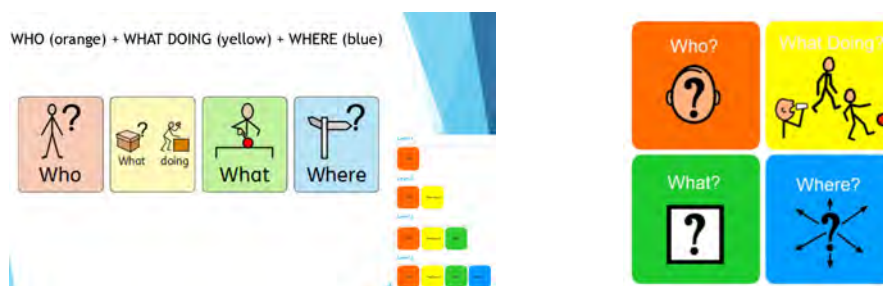 WHO (orange) + WHAT DOING (yellow) + WHERE (blue)
Who
What doing
What
Where
Who?
What Doing?
What?
Where?